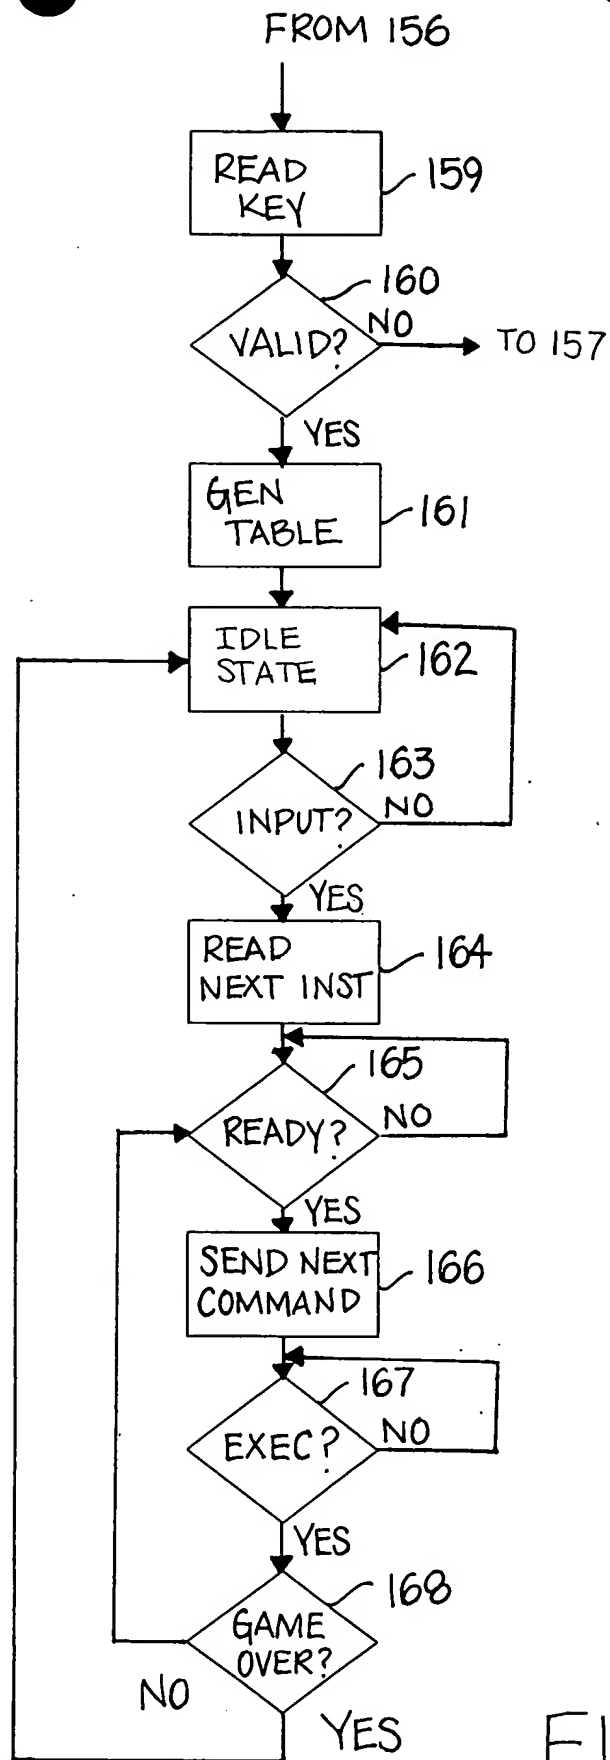 FROM 156
READ
KEY
159
160
VALID?
NO
TO 157
YES
GEN
TABLE
161
IDLE
STATE
162
163
INPUT?
NO
YES
READ
NEXT INST
164
165
READY?
NO
YES
SEND NEXT
COMMAND
166
167
EXEC?
NO
YES
168
GAME
OVER?
NO
YES